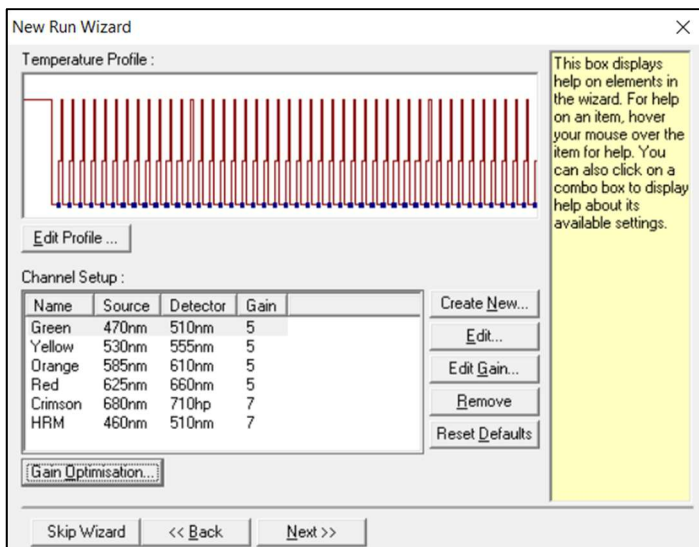 New Run Wizard
Temperature Profile :
This box displays
help on elements in
the wizard. For help
on an item, hover
your mouse over the
item for help. You
can also click on a
combo box to display
help about its
available settings.
Edit Profile ...
Channel Setup :
Name Source Detector Gain
Green 470nm 510nm 5
Yellow 530nm 555nm 5
Orange 585nm 610nm 5
Red 625nm 660nm 5
Crimson 680nm 710hp 7
HRM 460nm 510nm 7
Create New...
Edit...
Edit Gain...
Remove
Reset Defaults
Gain Optimisation...
Skip Wizard << Back Next >>